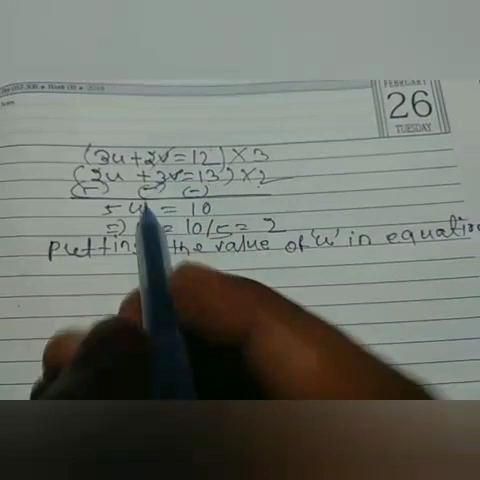 FEBRUARY
26
TUESDAY
(3u+2v=12)×3
(2u+3v=13)×2
(-) (-) (-)
5u = 10
=) = 10/5 = 2
Putting the value of 'u' in equation